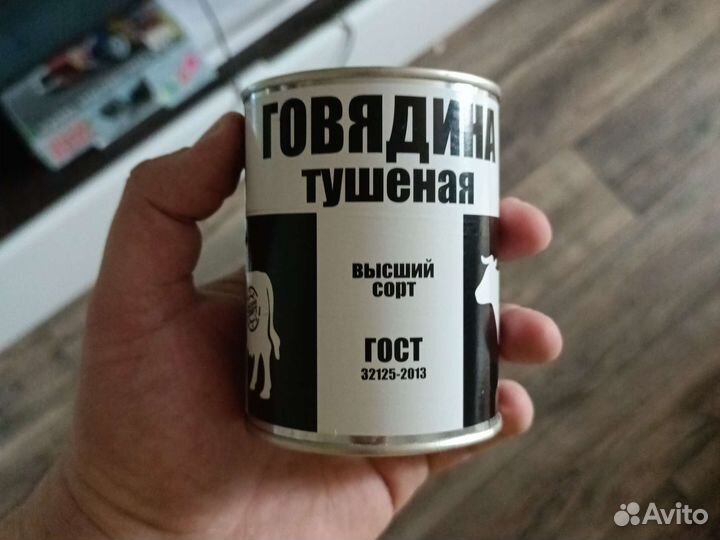 ГОВЯДИНА
тушеная
ВЫСШИЙ
СОРТ
ГОСТ
32125-2013
Avito